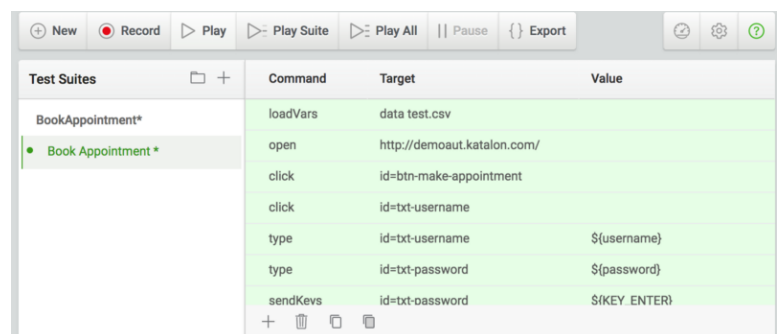 New Record Play Play Suite Play All Pause { } Export
Test Suites Command Target Value
BookAppointment*
Book Appointment *
loadVars data test.csv
open http://demoaut.katalon.com/
click id=btn-make-appointment
click id=txt-username
type id=txt-username ${username}
type id=txt-password ${password}
sendKeys id=txt-password ${KEY_ENTER}